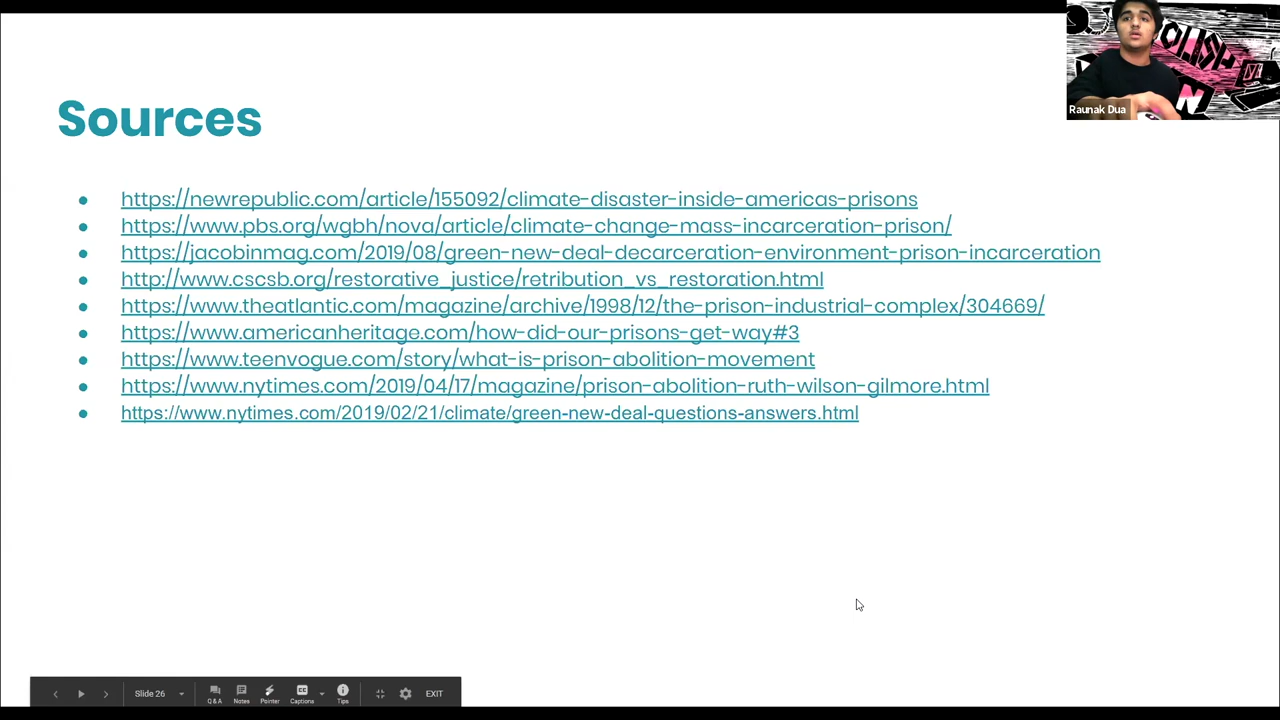 Sources
Raunak Dua
https://newrepublic.com/article/155092/climate-disaster-inside-americas-prisons
https://www.pbs.org/wgbh/nova/article/climate-change-mass-incarceration-prison/
https://jacobinmag.com/2019/08/green-new-deal-decarceration-environment-prison-incarceration
http://www.cscsb.org/restorative_justice/retribution_vs_restoration.html
https://www.theatlantic.com/magazine/archive/1998/12/the-prison-industrial-complex/304669/
https://www.americanheritage.com/how-did-our-prisons-get-way#3
https://www.teenvogue.com/story/what-is-prison-abolition-movement
https://www.nytimes.com/2019/04/17/magazine/prison-abolition-ruth-wilson-gilmore.html
https://www.nytimes.com/2019/02/21/climate/green-new-deal-questions-answers.html
Slide 26 Q & A Notes Pointer CC Captions Tips EXIT